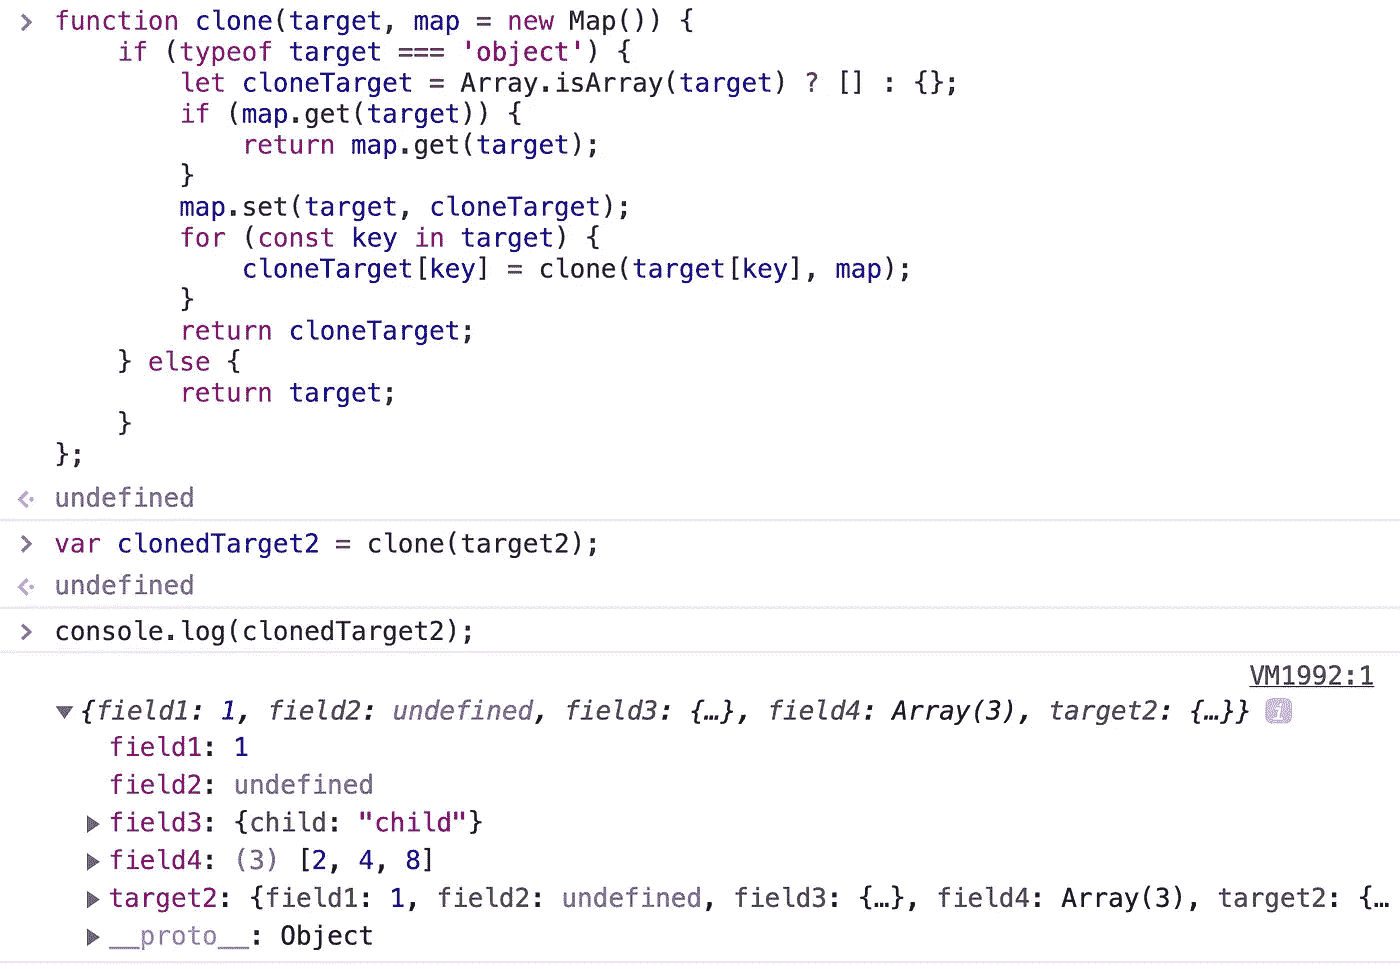 > function clone(target, map = new Map()) {
    if (typeof target === 'object') {
        let cloneTarget = Array.isArray(target) ? [] : {};
        if (map.get(target)) {
            return map.get(target);
        }
        map.set(target, cloneTarget);
        for (const key in target) {
            cloneTarget[key] = clone(target[key], map);
        }
        return cloneTarget;
    } else {
        return target;
    }
};
undefined
> var clonedTarget2 = clone(target2);
undefined
> console.log(clonedTarget2);
VM1992:1
▼{field1: 1, field2: undefined, field3: {…}, field4: Array(3), target2: {…}} i
field1: 1
field2: undefined
▶ field3: {child: "child"}
▶ field4: (3) [2, 4, 8]
▶ target2: {field1: 1, field2: undefined, field3: {…}, field4: Array(3), target2: {…
▶ __proto__: Object